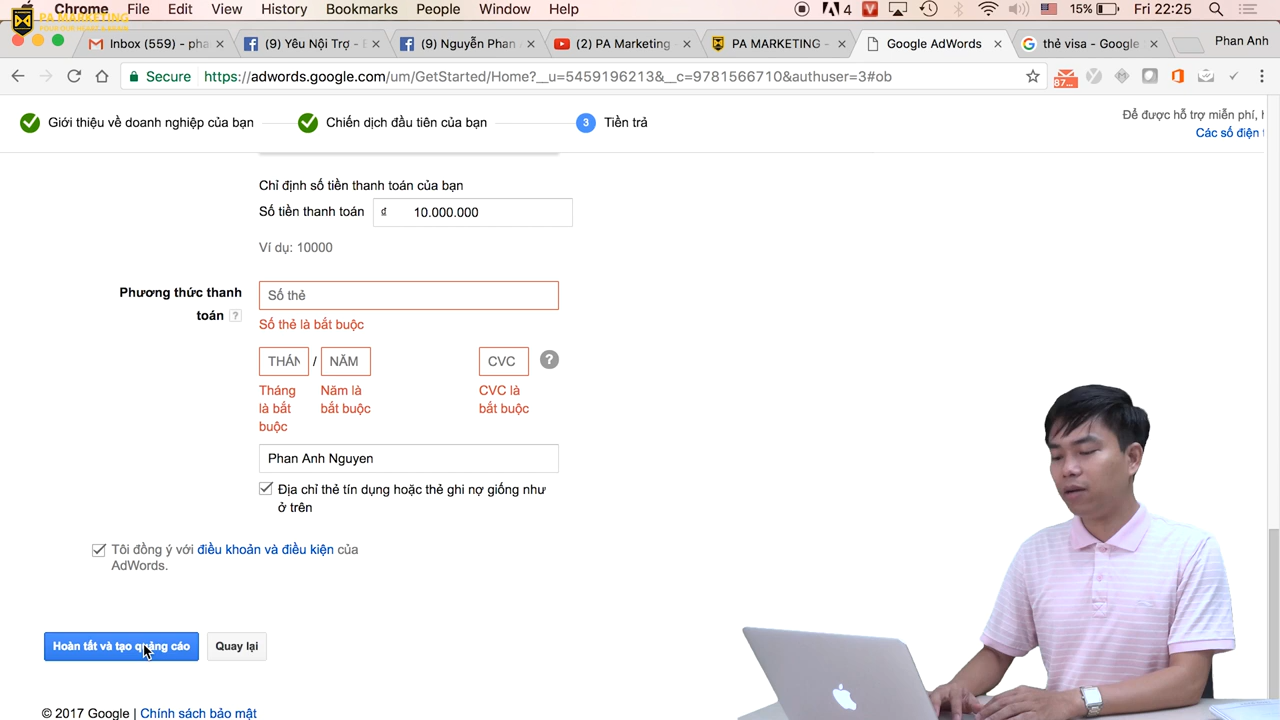 Chrome File Edit View History Bookmarks People Window Help 4 15% Fri 22:25
PA MARKETING
Inbox (559) - pha
(9) Yêu Nội Trợ - E
(9) Nguyễn Phan
(2) PA Marketing
PA MARKETING -
Google AdWords
thẻ visa - Google
Phan Anh
Secure https://adwords.google.com/um/GetStarted/Home?__u=5459196213&__c=9781566710&authuser=3#ob
87...
Giới thiệu về doanh nghiệp của bạn
Chiến dịch đầu tiên của bạn
3 Tiền trả
Để được hỗ trợ miễn phí, h
Các số điện t
Chỉ định số tiền thanh toán của bạn
Số tiền thanh toán ₫ 10.000.000
Ví dụ: 10000
Phương thức thanh
toán ?
Số thẻ
Số thẻ là bắt buộc
THÁN / NĂM CVC ?
Tháng
là bắt
buộc
Năm là
bắt buộc
CVC là
bắt buộc
Phan Anh Nguyen
Địa chỉ thẻ tín dụng hoặc thẻ ghi nợ giống như
ở trên
Tôi đồng ý với điều khoản và điều kiện của
AdWords.
Hoàn tất và tạo quảng cáo
Quay lại
© 2017 Google | Chính sách bảo mật